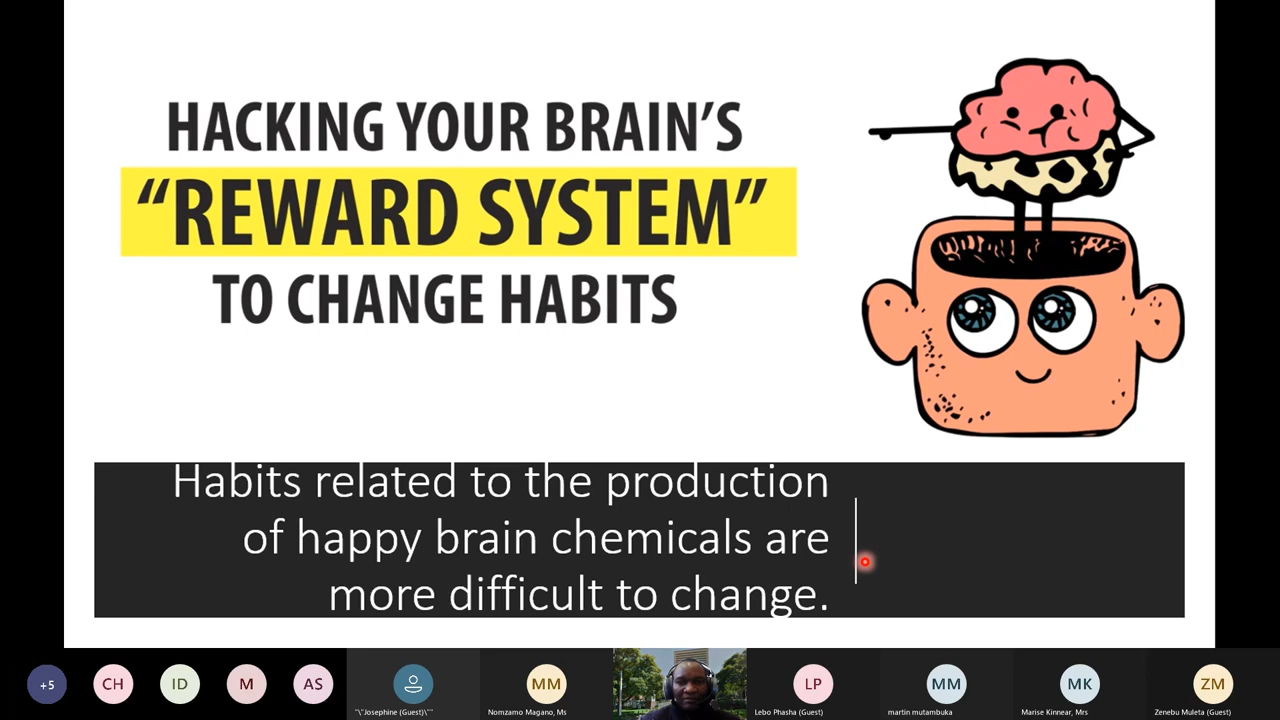 HACKING YOUR BRAIN’S
“REWARD SYSTEM”
TO CHANGE HABITS
Habits related to the production
of happy brain chemicals are
more difficult to change.
+5
CH
ID
M
AS
"\"Josephine (Guest)\""
MM
Nomzamo Magano, Ms
LP
Lebo Phasha (Guest)
MM
martin mutambuka
MK
Marise Kinnear, Mrs
ZM
Zenebu Muleta (Guest)